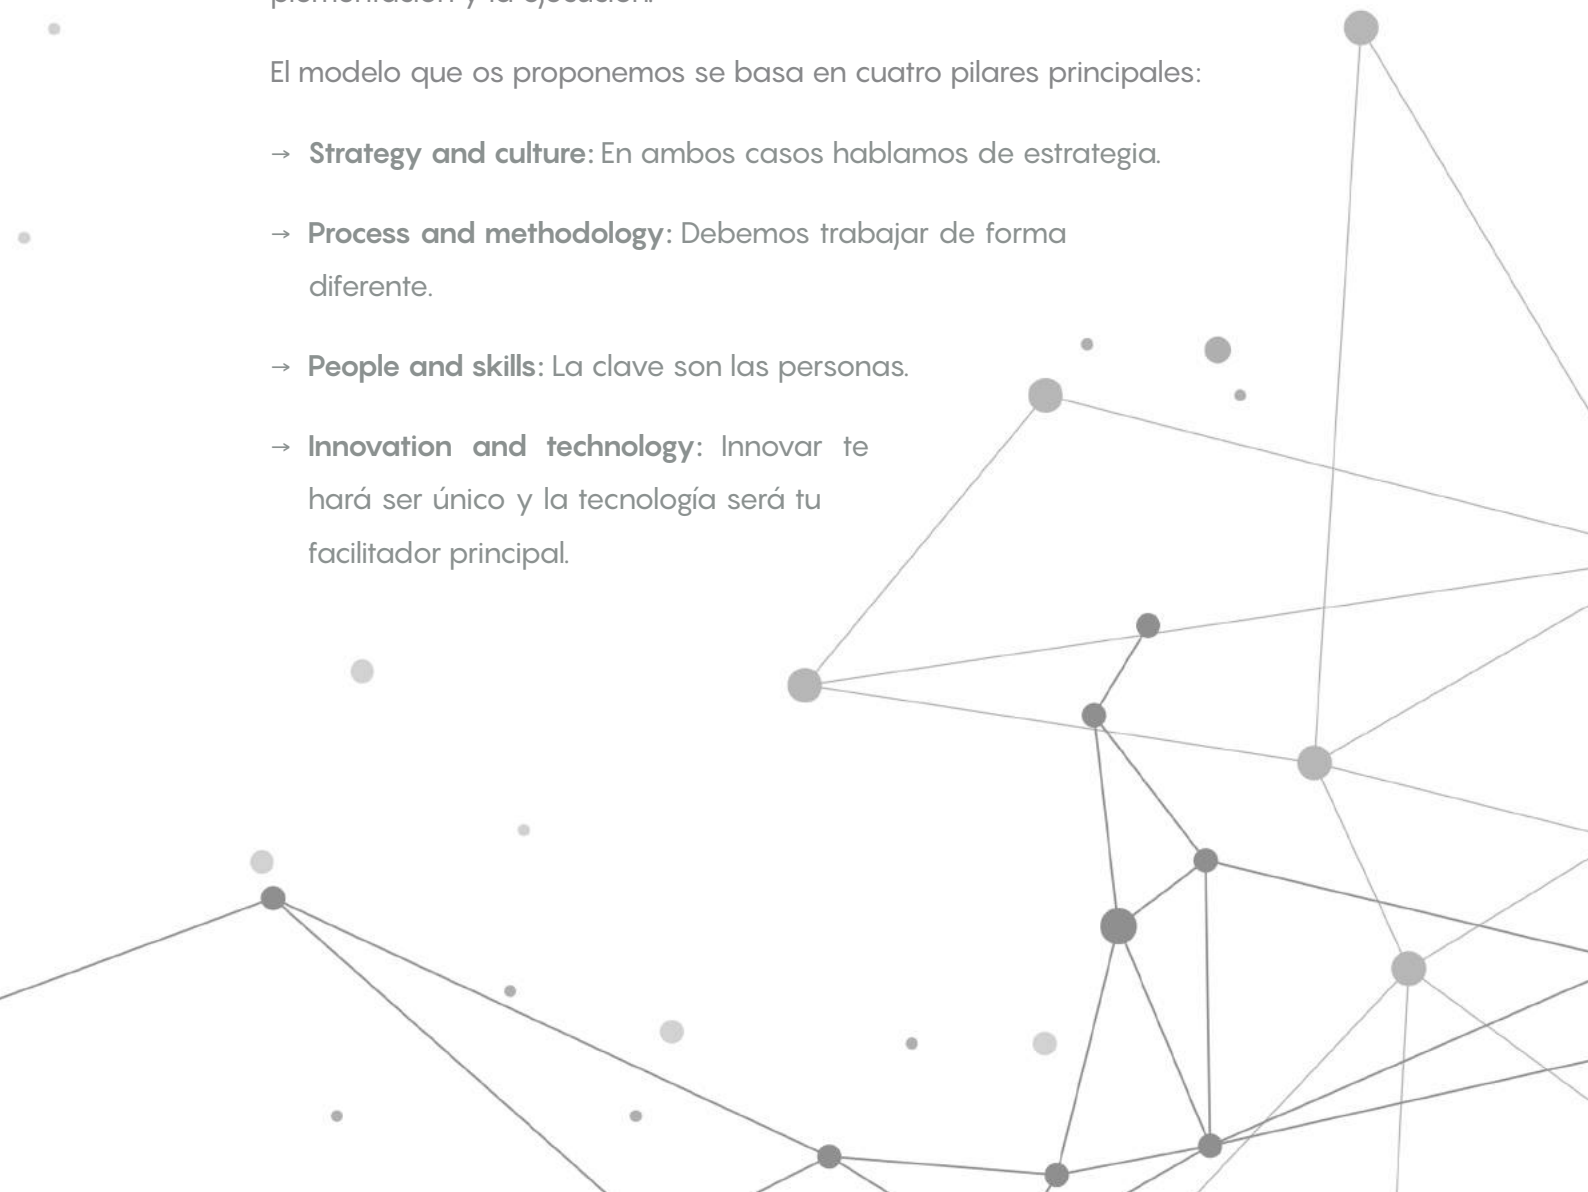 El modelo que os proponemos se basa en cuatro pilares principales:
→ Strategy and culture: En ambos casos hablamos de estrategia.
→ Process and methodology: Debemos trabajar de forma
diferente.
→ People and skills: La clave son las personas.
→ Innovation and technology: Innovar te
hará ser único y la tecnología será tu
facilitador principal.